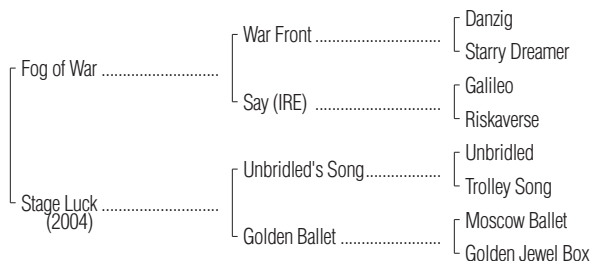 Danzig
War Front ..............................
Starry Dreamer
Fog of War ............................
Galileo
Say (IRE) ..............................
Riskaverse
Unbridled
Unbridled's Song..................
Trolley Song
Stage Luck ............................
(2004)
Moscow Ballet
Golden Ballet ........................
Golden Jewel Box